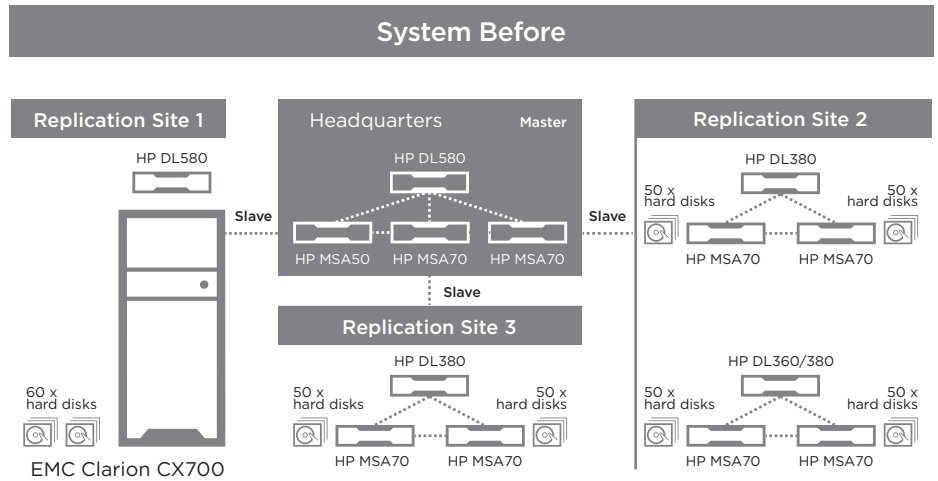 System Before
Replication Site 1
HP DL580
60 x
hard disks
EMC Clarion CX700
Slave
Headquarters
Master
HP DL580
HP MSA50
HP MSA70
HP MSA70
Slave
Slave
Replication Site 3
HP DL380
50 x
hard disks
50 x
hard disks
HP MSA70
HP MSA70
Replication Site 2
HP DL380
50 x
hard disks
50 x
hard disks
HP MSA70
HP MSA70
HP DL360/380
50 x
hard disks
50 x
hard disks
HP MSA70
HP MSA70